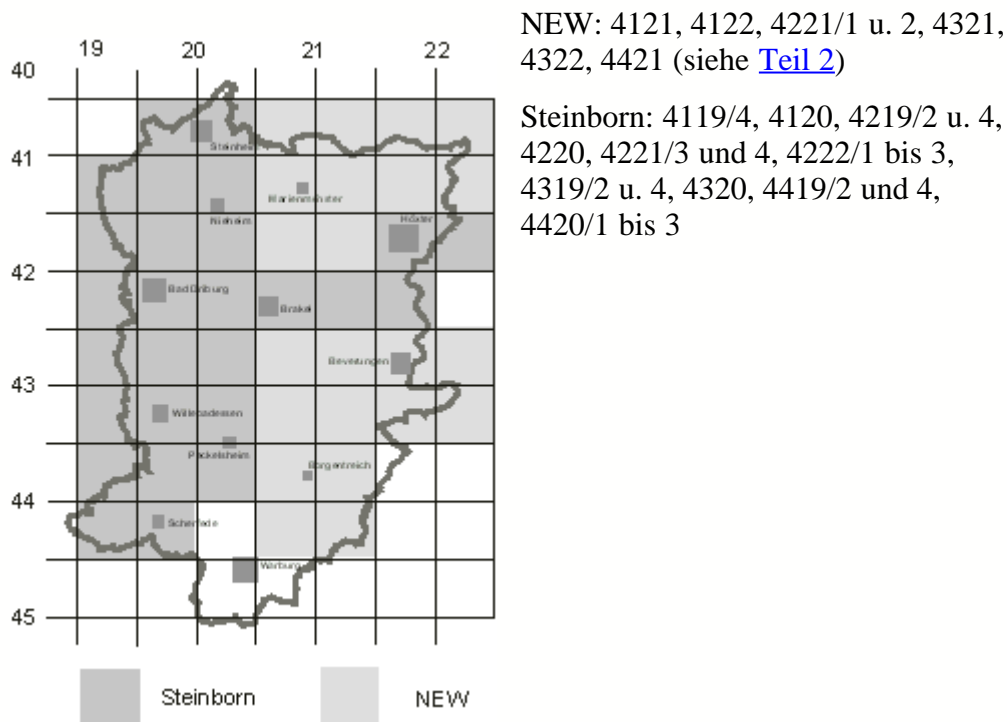 NEW: 4121, 4122, 4221/1 u. 2, 4321,
4322, 4421 (siehe Teil 2)
Steinborn: 4119/4, 4120, 4219/2 u. 4,
4220, 4221/3 und 4, 4222/1 bis 3,
4319/2 u. 4, 4320, 4419/2 und 4,
4420/1 bis 3
19 20 21 22
40
Steinheim
41
Marienmünster
Nieheim
Höxter
42
Bad Driburg
Brakel
Beverungen
43
Willebadessen
Peckelsheim
Borgentreich
44
Scherfede
Warburg
45
Steinborn NEW